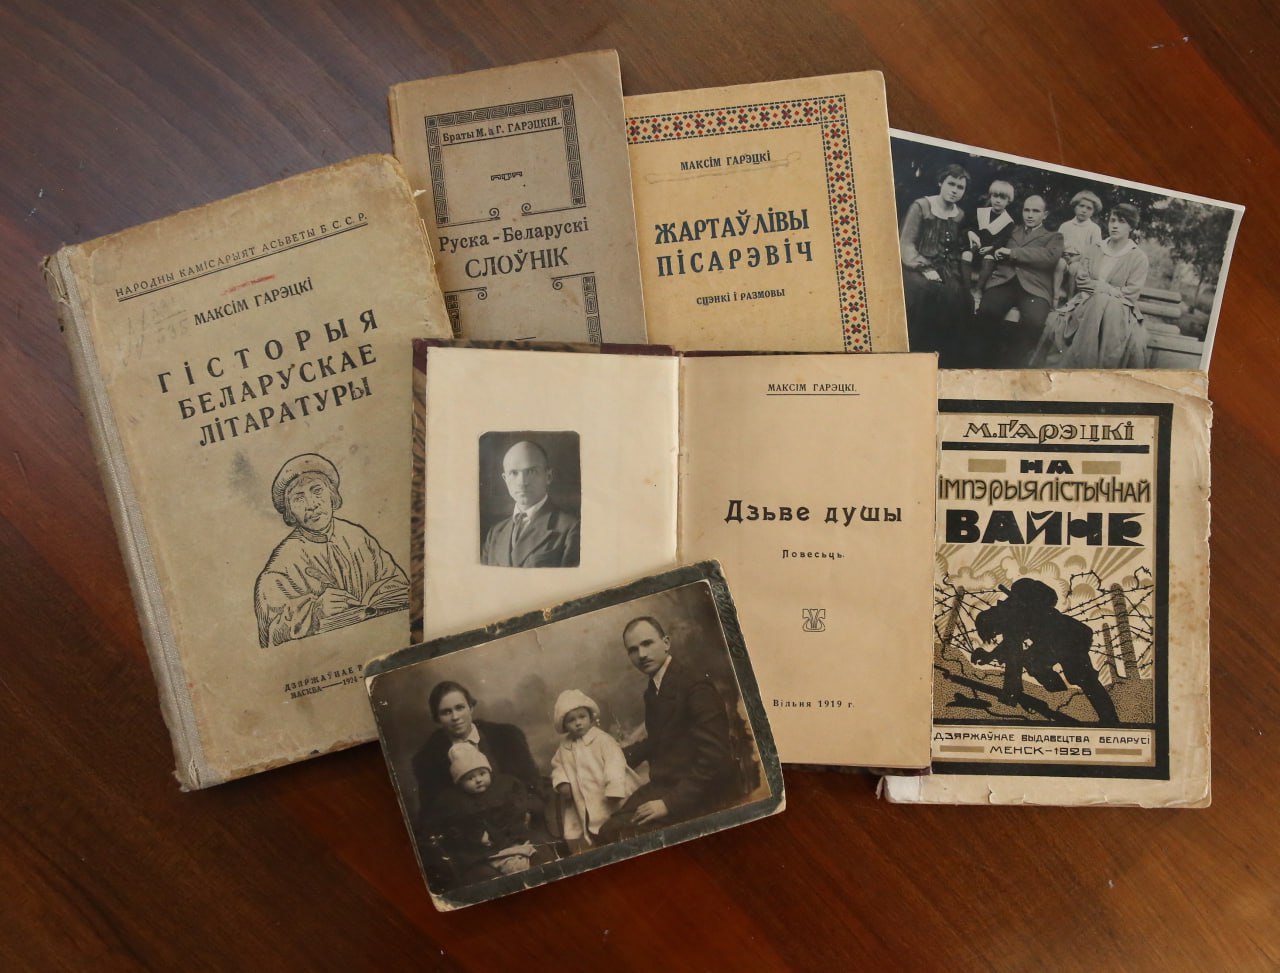 НАРОДНЫ КАМІСАРЫЯТ АСЬВЕТЫ Б С. С. Р.
МАКСІМ ГАРЭЦКІ
ГІСТОРЫЯ
БЕЛАРУСКАЕ
ЛІТАРАТУРЫ
ДЗЯРЖАЎНАЕ
МАСКВА—1924
Браты М. і Г. ГАРЭЦКІЯ.
Руска-Беларускі
СЛОЎНІК
МАКСІМ ГАРЭЦКІ
ЖАРТАЎЛІВЫ
ПІСАРЭВІЧ
СЦЭНКІ І РАЗМОВЫ
МАКСІМ ГАРЭЦКІ.
Дзьве душы
Повесьць.
Вільня 1919 г.
М. ГАРЭЦКІ
НА
ІМПЭРЫЯЛІСТЫЧНАЙ
ВАЙНЕ
ДЗЯРЖАЎНАЕ ВЫДАВЕЦТВА БЕЛАРУСІ
МЕНСК—1926